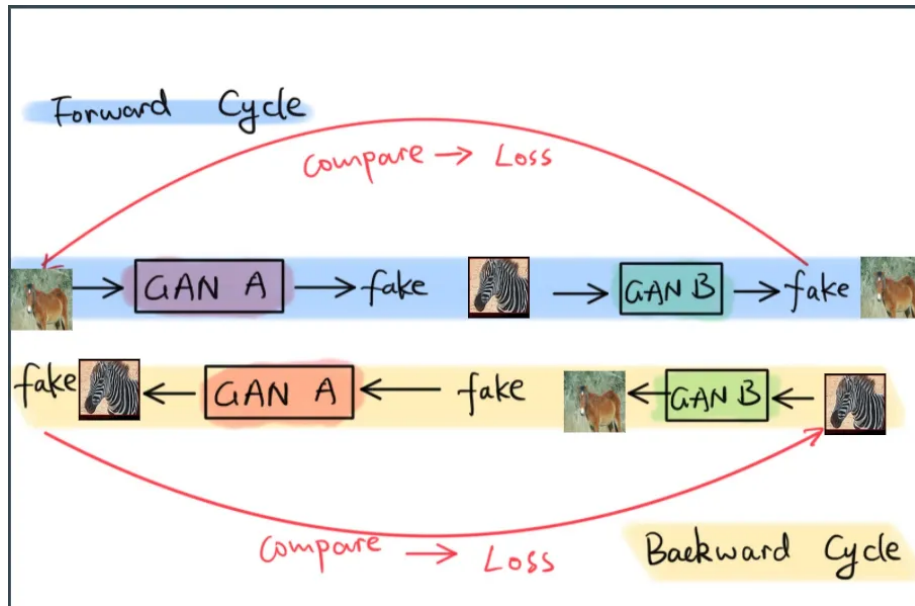 Forward Cycle
Compare → Loss
GAN A → fake → GAN B → fake
fake ← GAN A ← fake ← GAN B ←
Compare → Loss
Backward Cycle